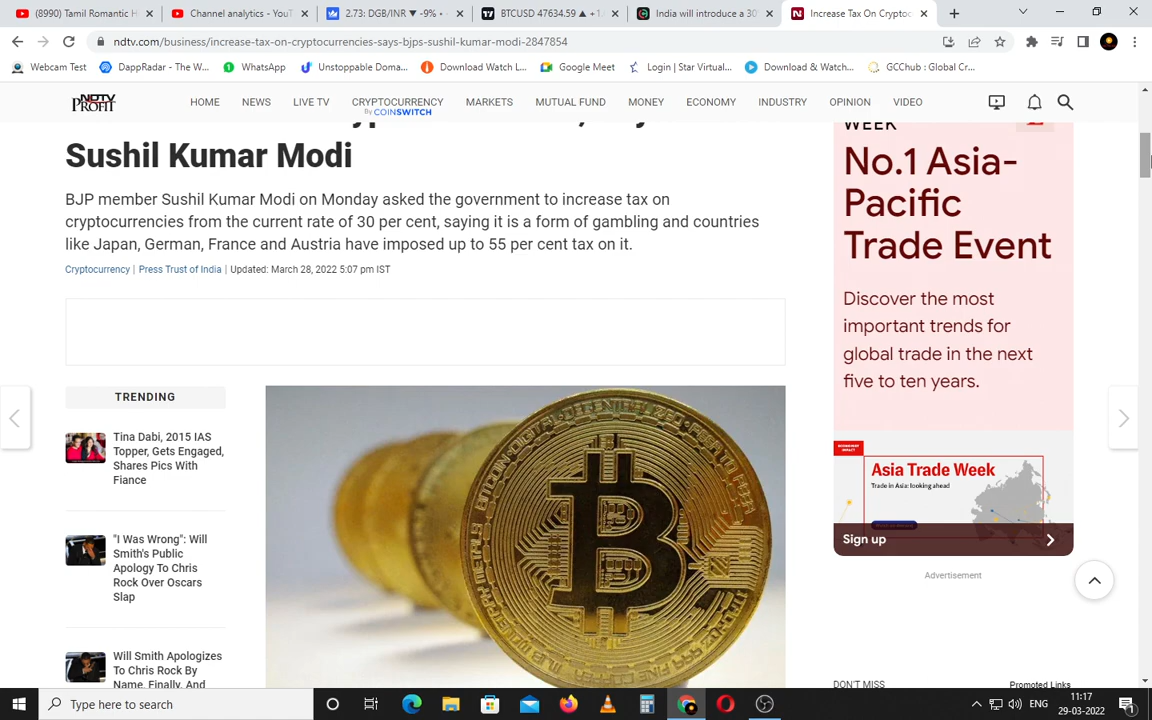 (8990) Tamil Romantic H
Channel analytics - YouT
2.73: DGB/INR ▼ -9% •
BTCUSD 47634.59 ▲ +1.
India will introduce a 30
Increase Tax On Cryptoc
ndtv.com/business/increase-tax-on-cryptocurrencies-says-bjps-sushil-kumar-modi-2847854
Webcam Test
DappRadar - The W...
WhatsApp
Unstoppable Doma...
Download Watch L...
Google Meet
Login | Star Virtual...
Download & Watch...
GCCHub : Global Cr...
NDTV
PROFIT
HOME
NEWS
LIVE TV
CRYPTOCURRENCY
By COINSWITCH
MARKETS
MUTUAL FUND
MONEY
ECONOMY
INDUSTRY
OPINION
VIDEO
Sushil Kumar Modi
BJP member Sushil Kumar Modi on Monday asked the government to increase tax on
cryptocurrencies from the current rate of 30 per cent, saying it is a form of gambling and countries
like Japan, German, France and Austria have imposed up to 55 per cent tax on it.
Cryptocurrency | Press Trust of India | Updated: March 28, 2022 5:07 pm IST
TRENDING
Tina Dabi, 2015 IAS
Topper, Gets Engaged,
Shares Pics With
Fiance
"I Was Wrong": Will
Smith's Public
Apology To Chris
Rock Over Oscars
Slap
Will Smith Apologizes
To Chris Rock By
Name, Finally, And
WEEK
No.1 Asia-
Pacific
Trade Event
Discover the most
important trends for
global trade in the next
five to ten years.
Asia Trade Week
Trade in Asia: looking ahead
Sign up
Advertisement
DON'T MISS
Promoted Links
Type here to search
ENG
11:17
29-03-2022